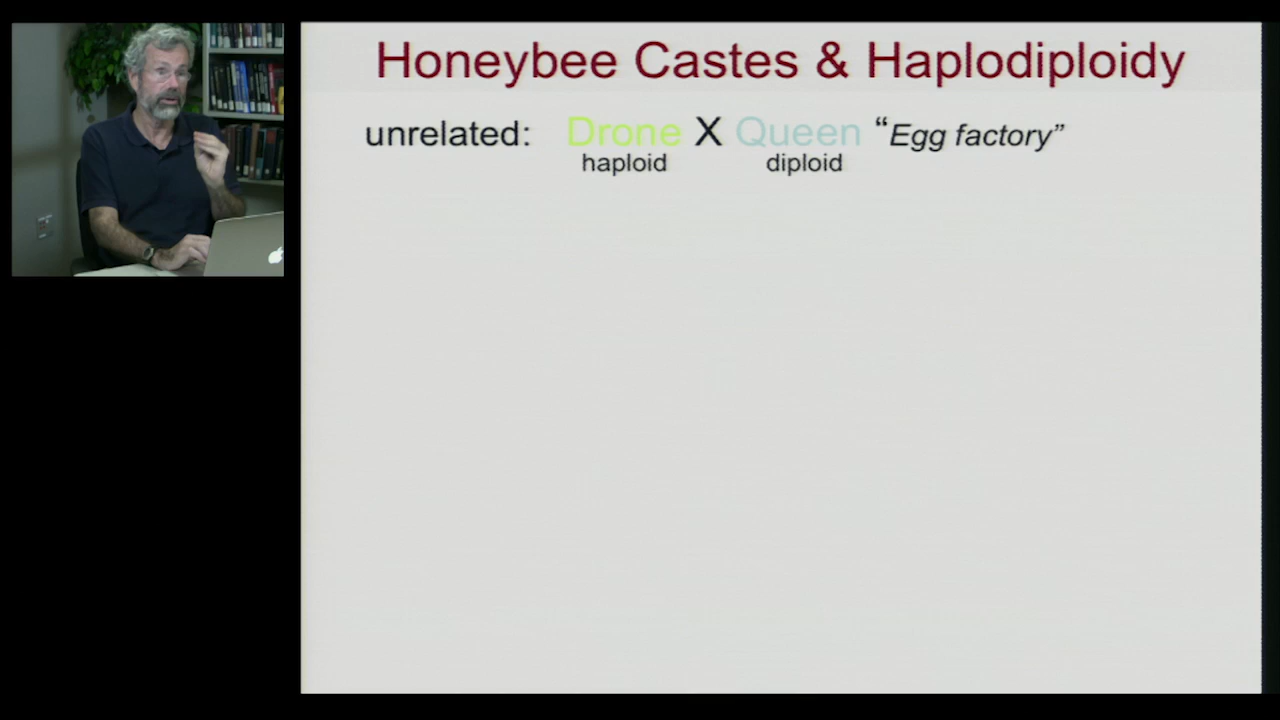 Honeybee Castes & Haplodiploidy
unrelated: Drone X Queen “Egg factory”
haploid diploid